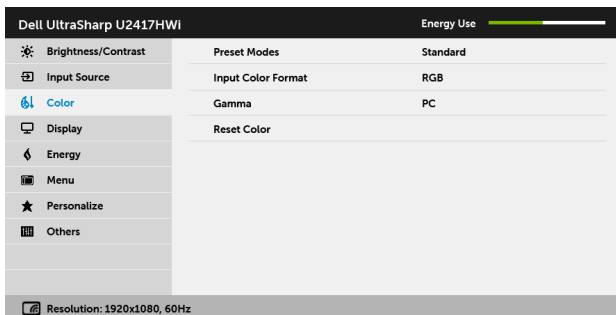 Dell UltraSharp U2417HWi
Energy Use
Brightness/Contrast
Preset Modes
Standard
Input Source
Input Color Format
RGB
Color
Gamma
PC
Display
Reset Color
Energy
Menu
Personalize
Others
Resolution: 1920x1080, 60Hz